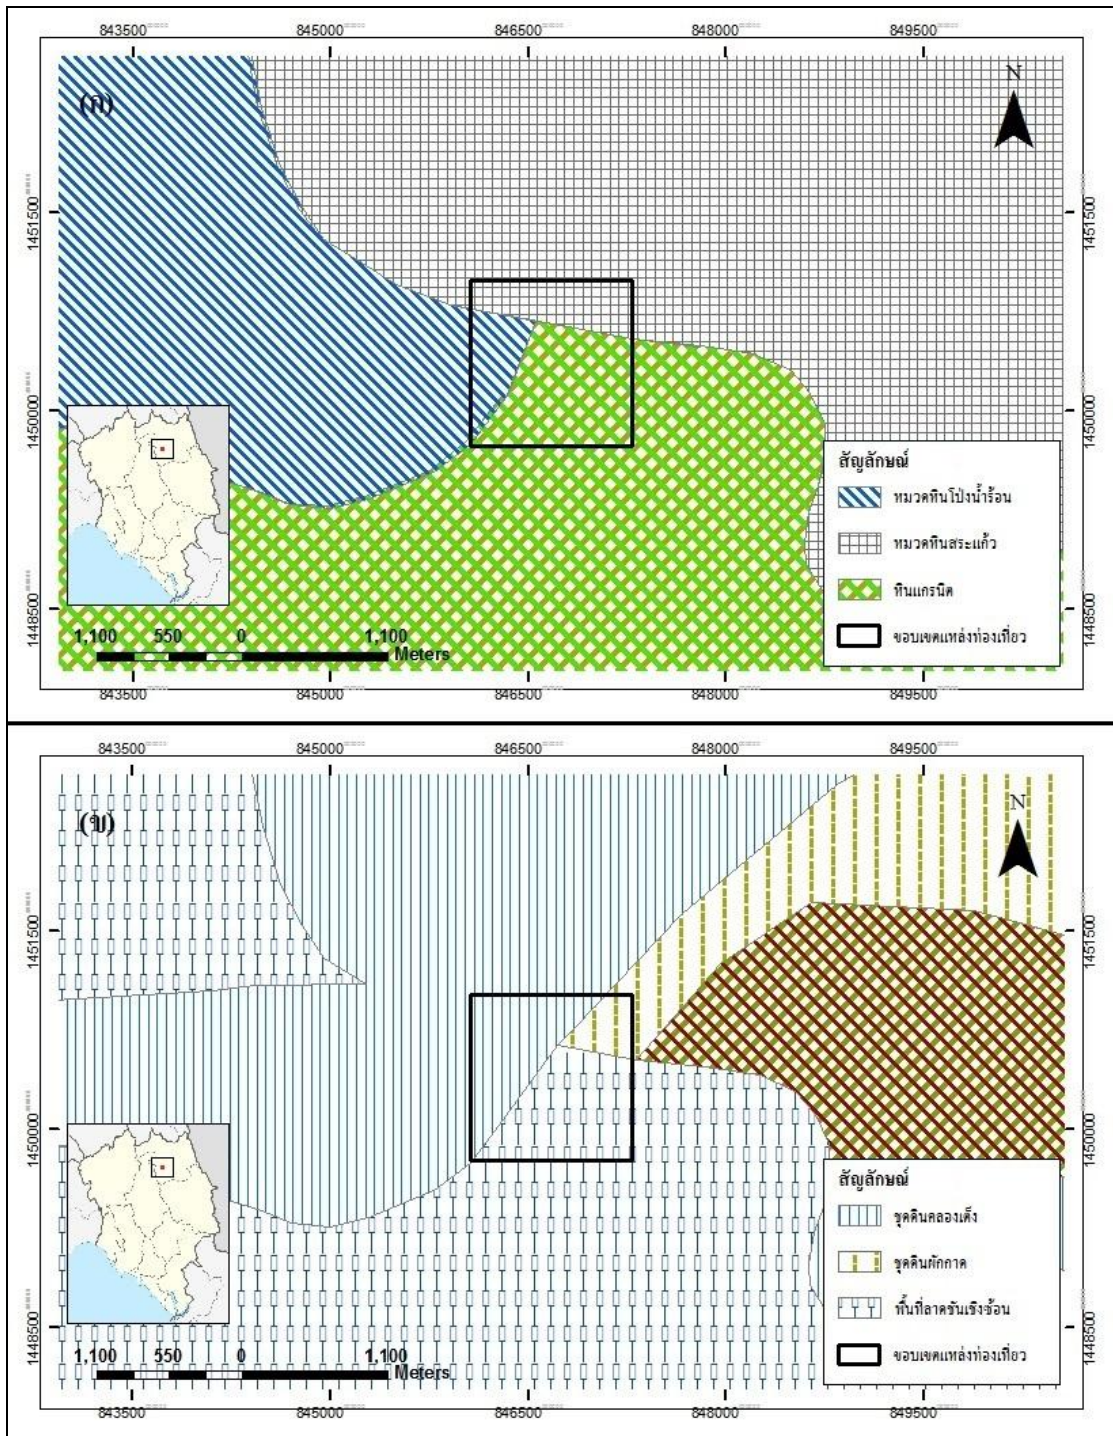 843500 845000 846500 848000 849500
(ก)
N
1451500 1451500
1450000 1450000
1448500 1448500
สัญลักษณ์
หมวดหินโป่งน้ำร้อน
หมวดหินสระแก้ว
หินแกรนิต
ขอบเขตแหล่งท่องเที่ยว
1,100 550 0 1,100
Meters
843500 845000 846500 848000 849500
843500 845000 846500 848000 849500
(ข)
N
1451500 1451500
1450000 1450000
1448500 1448500
สัญลักษณ์
ชุดดินคลองเต็ง
ชุดดินผักกาด
พื้นที่ลาดชันเชิงซ้อน
ขอบเขตแหล่งท่องเที่ยว
1,100 550 0 1,100
Meters
843500 845000 846500 848000 849500